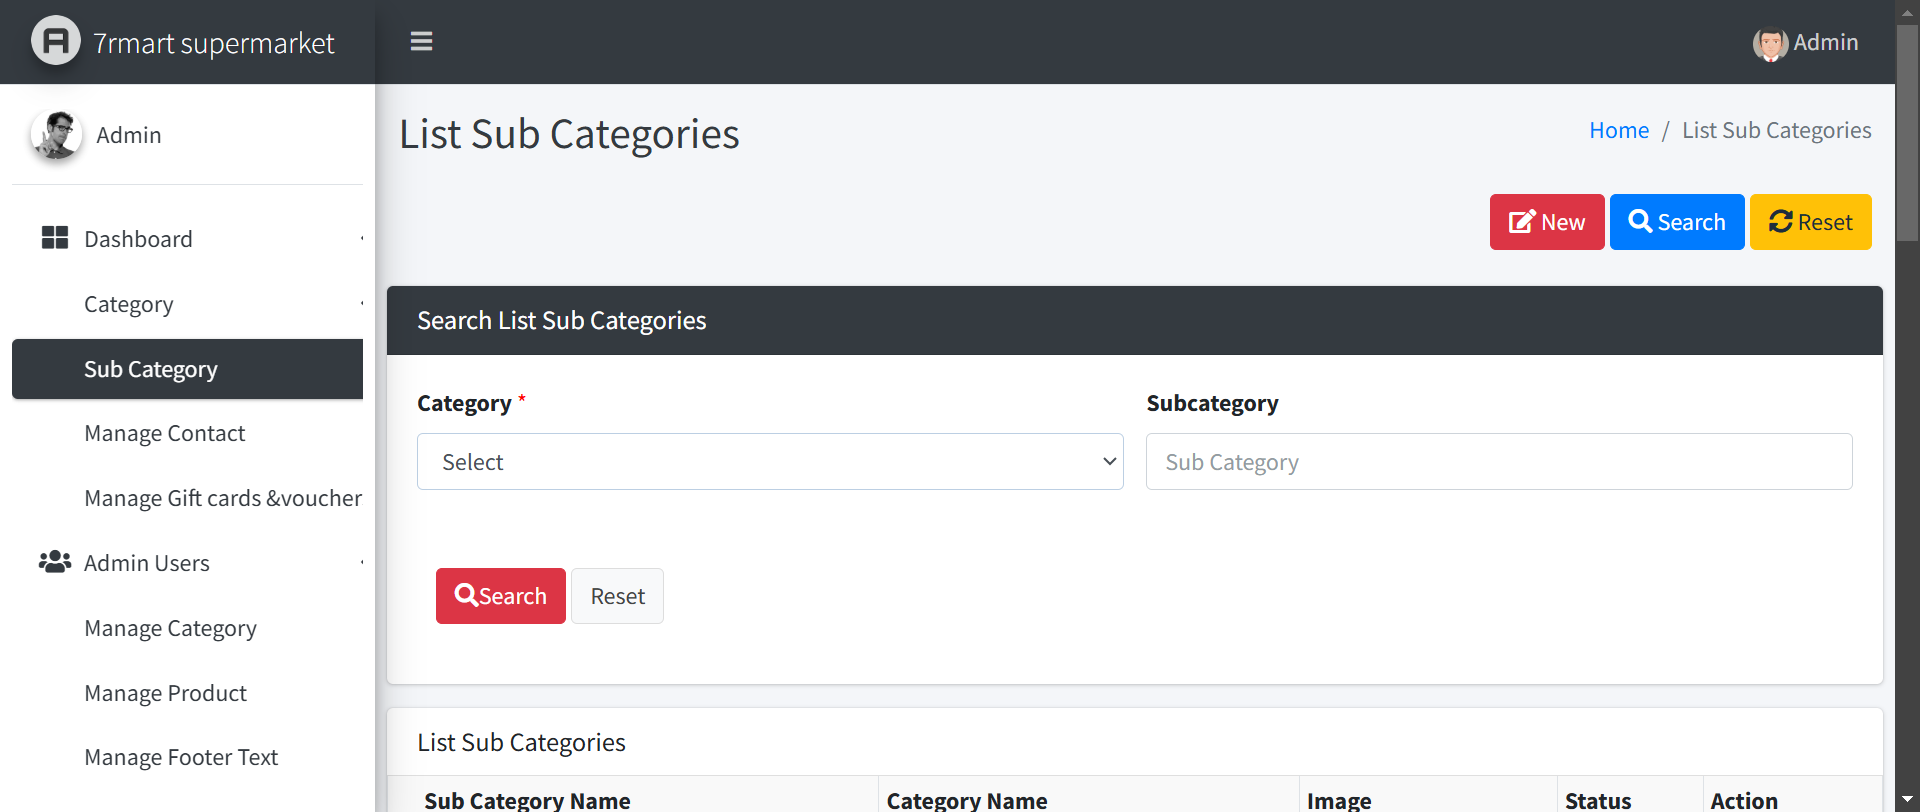 7rmart supermarket
Admin
Admin
List Sub Categories
Home / List Sub Categories
New Search Reset
Dashboard
Category
Sub Category
Manage Contact
Manage Gift cards &voucher
Admin Users
Manage Category
Manage Product
Manage Footer Text
Search List Sub Categories
Category * Subcategory
Select Sub Category
Search Reset
List Sub Categories
Sub Category Name Category Name Image Status Action